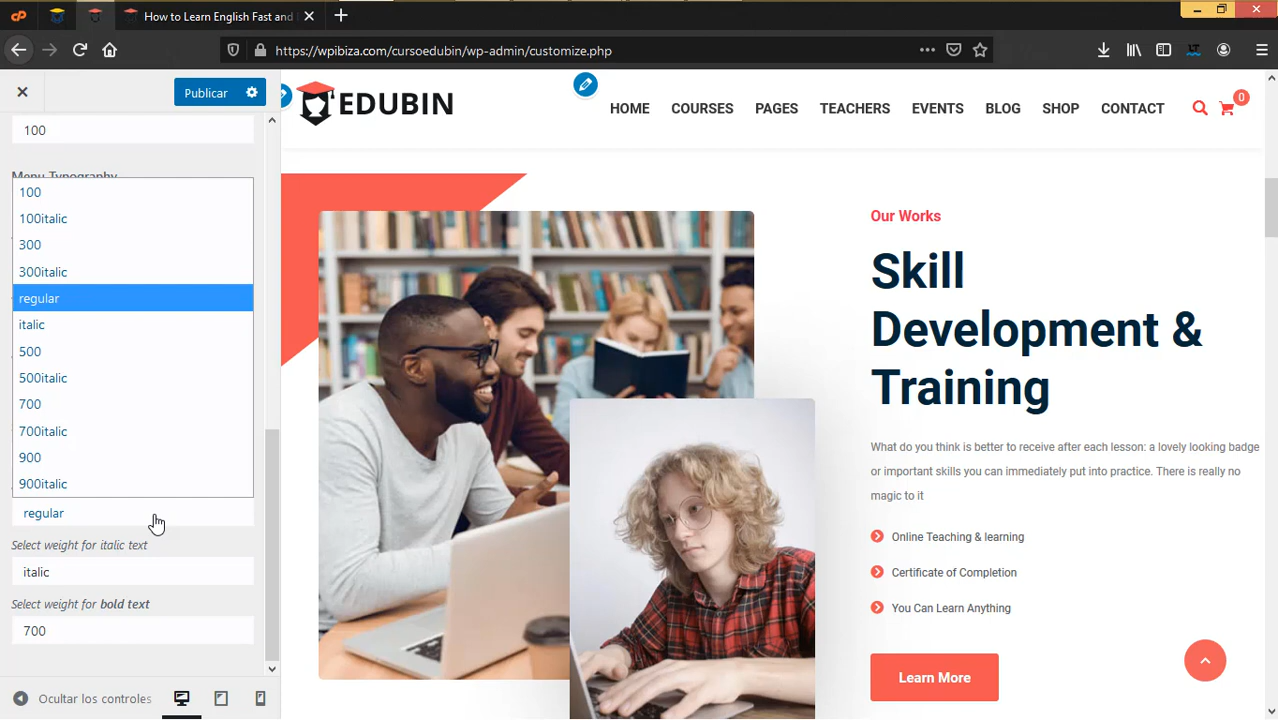 How to Learn English Fast and
https://wpibiza.com/cursoedubin/wp-admin/customize.php
Publicar
100
Menu Typography
100
100italic
300
300italic
regular
italic
500
500italic
700
700italic
900
900italic
regular
Select weight for italic text
italic
Select weight for bold text
700
Ocultar los controles
EDUBIN
HOME COURSES PAGES TEACHERS EVENTS BLOG SHOP CONTACT
0
Our Works
Skill
Development &
Training
What do you think is better to receive after each lesson: a lovely looking badge
or important skills you can immediately put into practice. There is really no
magic to it
Online Teaching & learning
Certificate of Completion
You Can Learn Anything
Learn More